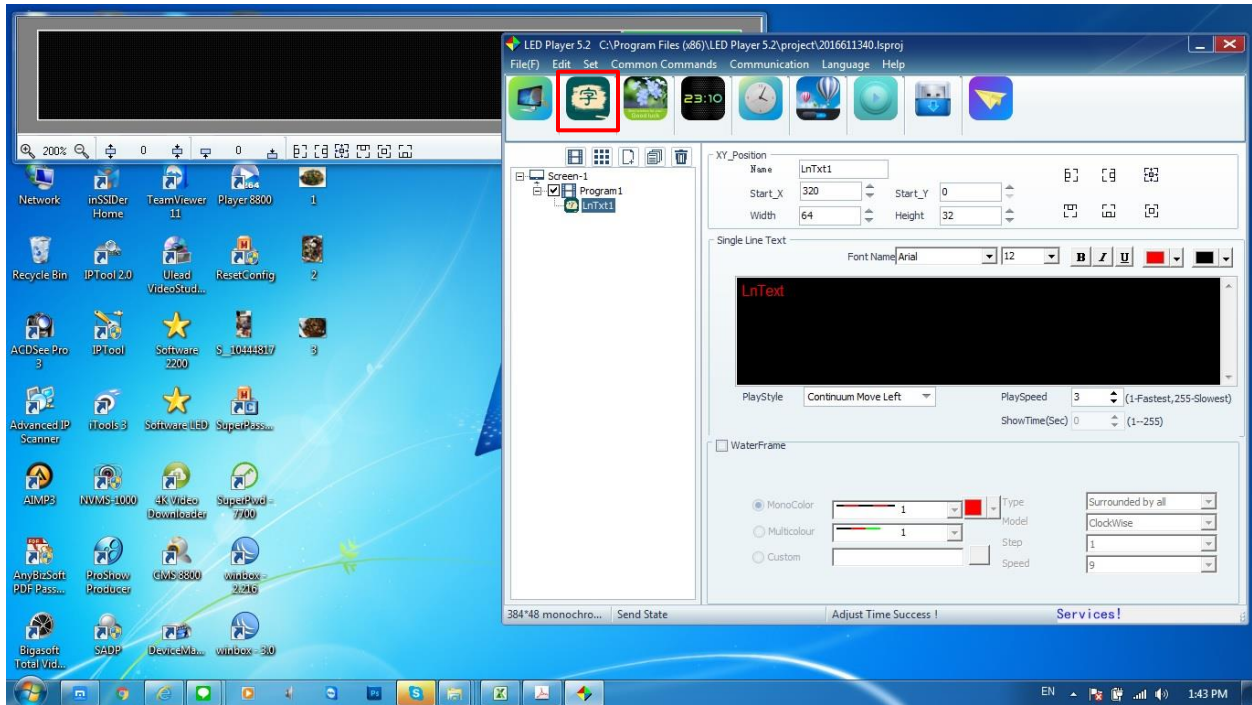 LED Player 5.2 C:\Program Files (x86)\LED Player 5.2\project\2016611340.lsproj
File(F) Edit Set Common Commands Communication Language Help
字
23:10
200% 0 0
Screen-1
Program1
LnTxt1
XY_Position
Name LnTxt1
Start_X 320 Start_Y 0
Width 64 Height 32
Single Line Text
Font Name Arial 12 B I U
LnText
PlayStyle Continuum Move Left PlaySpeed 3 (1-Fastest,255-Slowest)
ShowTime(Sec) 0 (1--255)
WaterFrame
MonoColor 1 Type Surrounded by all
Multicolour 1 Model ClockWise
Custom Step 1
Speed 9
384*48 monochro... Send State Adjust Time Success ! Services!
Network
inSSIDer Home
TeamViewer 11
Player 8800
1
Recycle Bin
IPTool 2.0
Ulead VideoStud...
ResetConfig
2
ACDSee Pro 3
IPTool
Software 2200
S_10444817
3
Advanced IP Scanner
iTools 3
Software LED
SuperPass...
AIMP3
NVMS-1000
4K Video Downloader
SuperPwd - 7700
AnyBizSoft PDF Pass...
ProShow Producer
CMS 8800
winbox - 2.216
Bigasoft Total Vid...
SADP
DeviceMa...
winbox - 3.0
EN 1:43 PM